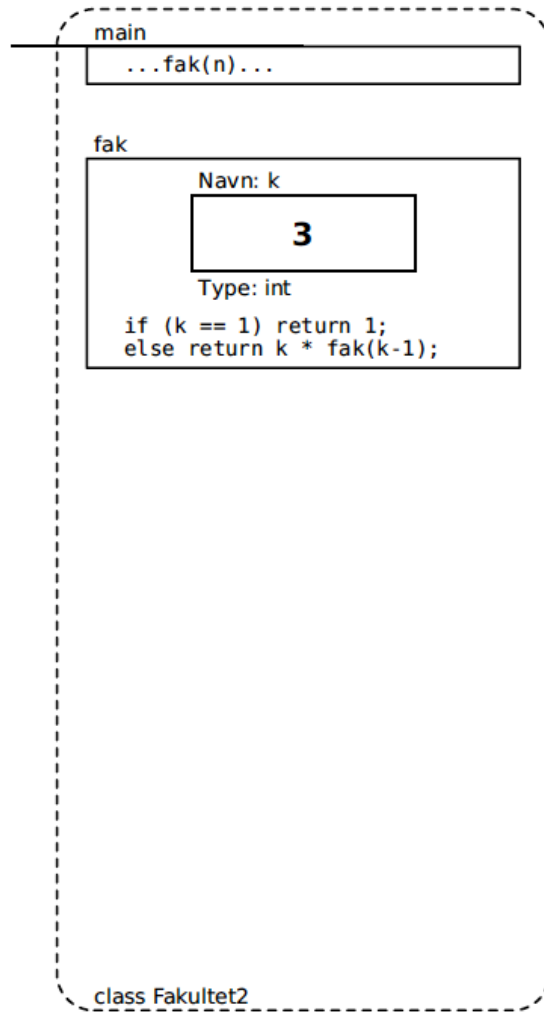 main
...fak(n)...
fak
Navn: k
3
Type: int
if (k == 1) return 1;
else return k * fak(k-1);
class Fakultet2